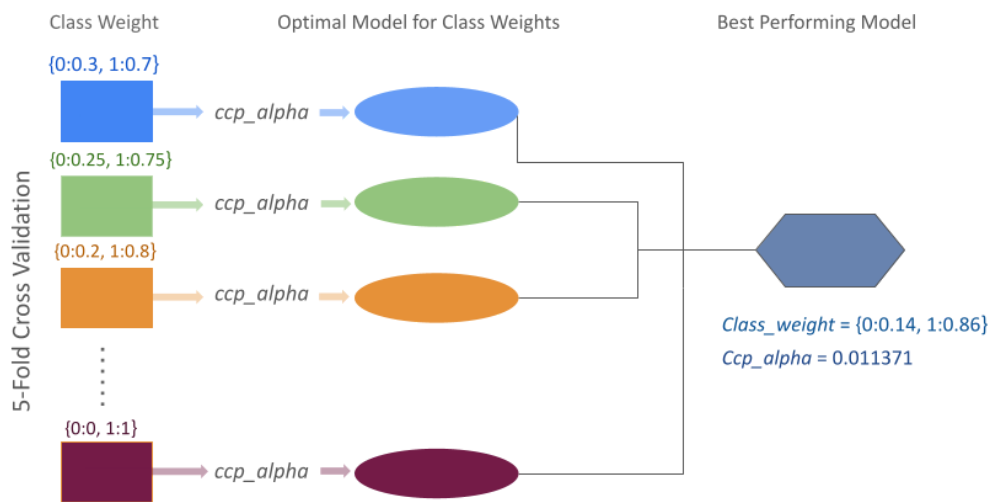 Class Weight
Optimal Model for Class Weights
Best Performing Model
5-Fold Cross Validation
{0:0.3, 1:0.7}
ccp_alpha
{0:0.25, 1:0.75}
ccp_alpha
{0:0.2, 1:0.8}
ccp_alpha
{0:0, 1:1}
ccp_alpha
Class_weight = {0:0.14, 1:0.86}
Ccp_alpha = 0.011371